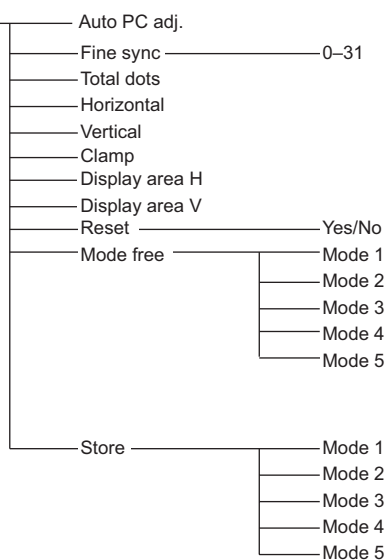 Auto PC adj.
Fine sync 0–31
Total dots
Horizontal
Vertical
Clamp
Display area H
Display area V
Reset Yes/No
Mode free Mode 1
Mode 2
Mode 3
Mode 4
Mode 5
Store Mode 1
Mode 2
Mode 3
Mode 4
Mode 5